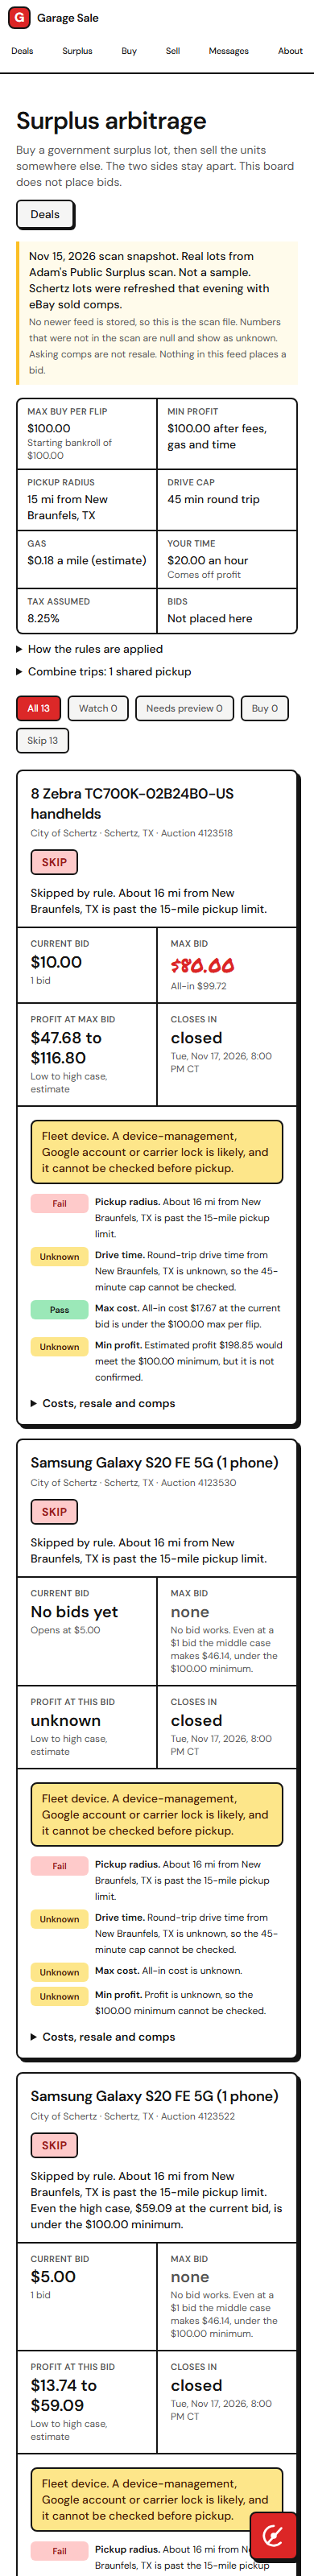 G Garage Sale
Deals Surplus Buy Sell Messages About
Surplus arbitrage
Buy a government surplus lot, then sell the units
somewhere else. The two sides stay apart. This board
does not place bids.
Deals
Nov 15, 2026 scan snapshot. Real lots from
Adam's Public Surplus scan. Not a sample.
Schertz lots were refreshed that evening with
eBay sold comps.
No newer feed is stored, so this is the scan file. Numbers
that were not in the scan are null and show as unknown.
Asking comps are not resale. Nothing in this feed places a
bid.
MAX BUY PER FLIP
$100.00
Starting bankroll of
$100.00
MIN PROFIT
$100.00 after fees,
gas and time
PICKUP RADIUS
15 mi from New
Braunfels, TX
DRIVE CAP
45 min round trip
GAS
$0.18 a mile (estimate)
YOUR TIME
$20.00 an hour
Comes off profit
TAX ASSUMED
8.25%
BIDS
Not placed here
How the rules are applied
Combine trips: 1 shared pickup
All 13 Watch 0 Needs preview 0 Buy 0
Skip 13
8 Zebra TC700K-02B24B0-US
handhelds
City of Schertz · Schertz, TX · Auction 4123518
SKIP
Skipped by rule. About 16 mi from New
Braunfels, TX is past the 15-mile pickup limit.
CURRENT BID
$10.00
1 bid
MAX BID
$80.00
All-in $99.72
PROFIT AT MAX BID
$47.68 to
$116.80
Low to high case,
estimate
CLOSES IN
closed
Tue, Nov 17, 2026, 8:00
PM CT
Fleet device. A device-management,
Google account or carrier lock is likely, and
it cannot be checked before pickup.
Fail Pickup radius. About 16 mi from New
Braunfels, TX is past the 15-mile pickup
limit.
Unknown Drive time. Round-trip drive time from
New Braunfels, TX is unknown, so the 45-
minute cap cannot be checked.
Pass Max cost. All-in cost $17.67 at the current
bid is under the $100.00 max per flip.
Unknown Min profit. Estimated profit $198.85 would
meet the $100.00 minimum, but it is not
confirmed.
Costs, resale and comps
Samsung Galaxy S20 FE 5G (1 phone)
City of Schertz · Schertz, TX · Auction 4123530
SKIP
Skipped by rule. About 16 mi from New
Braunfels, TX is past the 15-mile pickup limit.
CURRENT BID
No bids yet
Opens at $5.00
MAX BID
none
No bid works. Even at a
$1 bid the middle case
makes $46.14, under the
$100.00 minimum.
PROFIT AT THIS BID
unknown
Low to high case,
estimate
CLOSES IN
closed
Tue, Nov 17, 2026, 8:00
PM CT
Fleet device. A device-management,
Google account or carrier lock is likely, and
it cannot be checked before pickup.
Fail Pickup radius. About 16 mi from New
Braunfels, TX is past the 15-mile pickup
limit.
Unknown Drive time. Round-trip drive time from
New Braunfels, TX is unknown, so the 45-
minute cap cannot be checked.
Unknown Max cost. All-in cost is unknown.
Unknown Min profit. Profit is unknown, so the
$100.00 minimum cannot be checked.
Costs, resale and comps
Samsung Galaxy S20 FE 5G (1 phone)
City of Schertz · Schertz, TX · Auction 4123522
SKIP
Skipped by rule. About 16 mi from New
Braunfels, TX is past the 15-mile pickup limit.
Even the high case, $59.09 at the current bid, is
under the $100.00 minimum.
CURRENT BID
$5.00
1 bid
MAX BID
none
No bid works. Even at a
$1 bid the middle case
makes $46.14, under the
$100.00 minimum.
PROFIT AT THIS BID
$13.74 to
$59.09
Low to high case,
estimate
CLOSES IN
closed
Tue, Nov 17, 2026, 8:00
PM CT
Fleet device. A device-management,
Google account or carrier lock is likely, and
it cannot be checked before pickup.
Fail Pickup radius. About 16 mi from
Braunfels, TX is past the 15-mile pickup